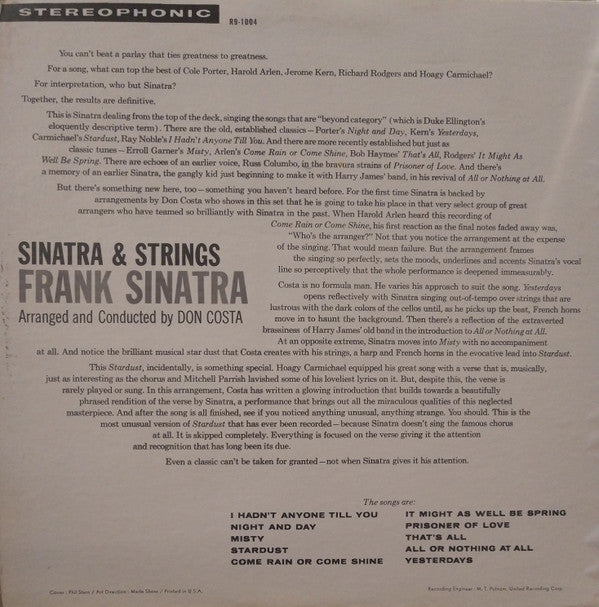 STEREOPHONIC
R9-1004
You can't beat a parlay that ties greatness to greatness.
For a song, what can top the best of Cole Porter, Harold Arlen, Jerome Kern, Richard Rodgers and Hoagy Carmichael?
For interpretation, who but Sinatra?
Together, the results are definitive.
This is Sinatra dealing from the top of the deck, singing the songs that are "beyond category" (which is Duke Ellington's
eloquently descriptive term). There are the old, established classics—Porter's Night and Day, Kern's Yesterdays,
Carmichael's Stardust, Ray Noble's I Hadn't Anyone Till You. And there are more recently established but just as
classic tunes—Erroll Garner's Misty, Arlen's Come Rain or Come Shine, Bob Haymes' That's All, Rodgers' It Might As
Well Be Spring. There are echoes of an earlier voice, Russ Columbo, in the bravura strains of Prisoner of Love. And there's
a memory of an earlier Sinatra, the gangly kid just beginning to make it with Harry James' band, in his revival of All or Nothing at All.
But there's something new here, too—something you haven't heard before. For the first time Sinatra is backed by
arrangements by Don Costa who shows in this set that he is going to take his place in that very select group of great
arrangers who have teamed so brilliantly with Sinatra in the past. When Harold Arlen heard this recording of
Come Rain or Come Shine, his first reaction as the final notes faded away was,
"Who's the arranger?" Not that you notice the arrangement at the expense
of the singing. That would mean failure. But the arrangement frames
the singing so perfectly, sets the moods, underlines and accents Sinatra's vocal
line so perceptively that the whole performance is deepened immeasurably.
SINATRA & STRINGS
FRANK SINATRA
Arranged and Conducted by DON COSTA
Costa is no formula man. He varies his approach to suit the song. Yesterdays
opens reflectively with Sinatra singing out-of-tempo over strings that are
lustrous with the dark colors of the cellos until, as he picks up the beat, French horns
move in to haunt the background. Then there's a reflection of the extraverted
brassiness of Harry James' old band in the introduction to All or Nothing at All.
At an opposite extreme, Sinatra moves into Misty with no accompaniment
at all. And notice the brilliant musical star dust that Costa creates with his strings, a harp and French horns in the evocative lead into Stardust.
This Stardust, incidentally, is something special. Hoagy Carmichael equipped his great song with a verse that is, musically,
just as interesting as the chorus and Mitchell Parrish lavished some of his loveliest lyrics on it. But, despite this, the verse is
rarely played or sung. In this arrangement, Costa has written a glowing introduction that builds towards a beautifully
phrased rendition of the verse by Sinatra, a performance that brings out all the miraculous qualities of this neglected
masterpiece. And after the song is all finished, see if you noticed anything unusual, anything strange. You should. This is the
most unusual version of Stardust that has ever been recorded—because Sinatra doesn't sing the famous chorus
at all. It is skipped completely. Everything is focused on the verse giving it the attention
and recognition that has long been its due.
Even a classic can't be taken for granted—not when Sinatra gives it his attention.
The songs are:
I HADN'T ANYONE TILL YOU
NIGHT AND DAY
MISTY
STARDUST
COME RAIN OR COME SHINE
IT MIGHT AS WELL BE SPRING
PRISONER OF LOVE
THAT'S ALL
ALL OR NOTHING AT ALL
YESTERDAYS
Cover: Phil Stern / Art Direction: Merle Shore / Printed in U.S.A.
Recording Engineer: M. T. Putnam, United Recording Corp.